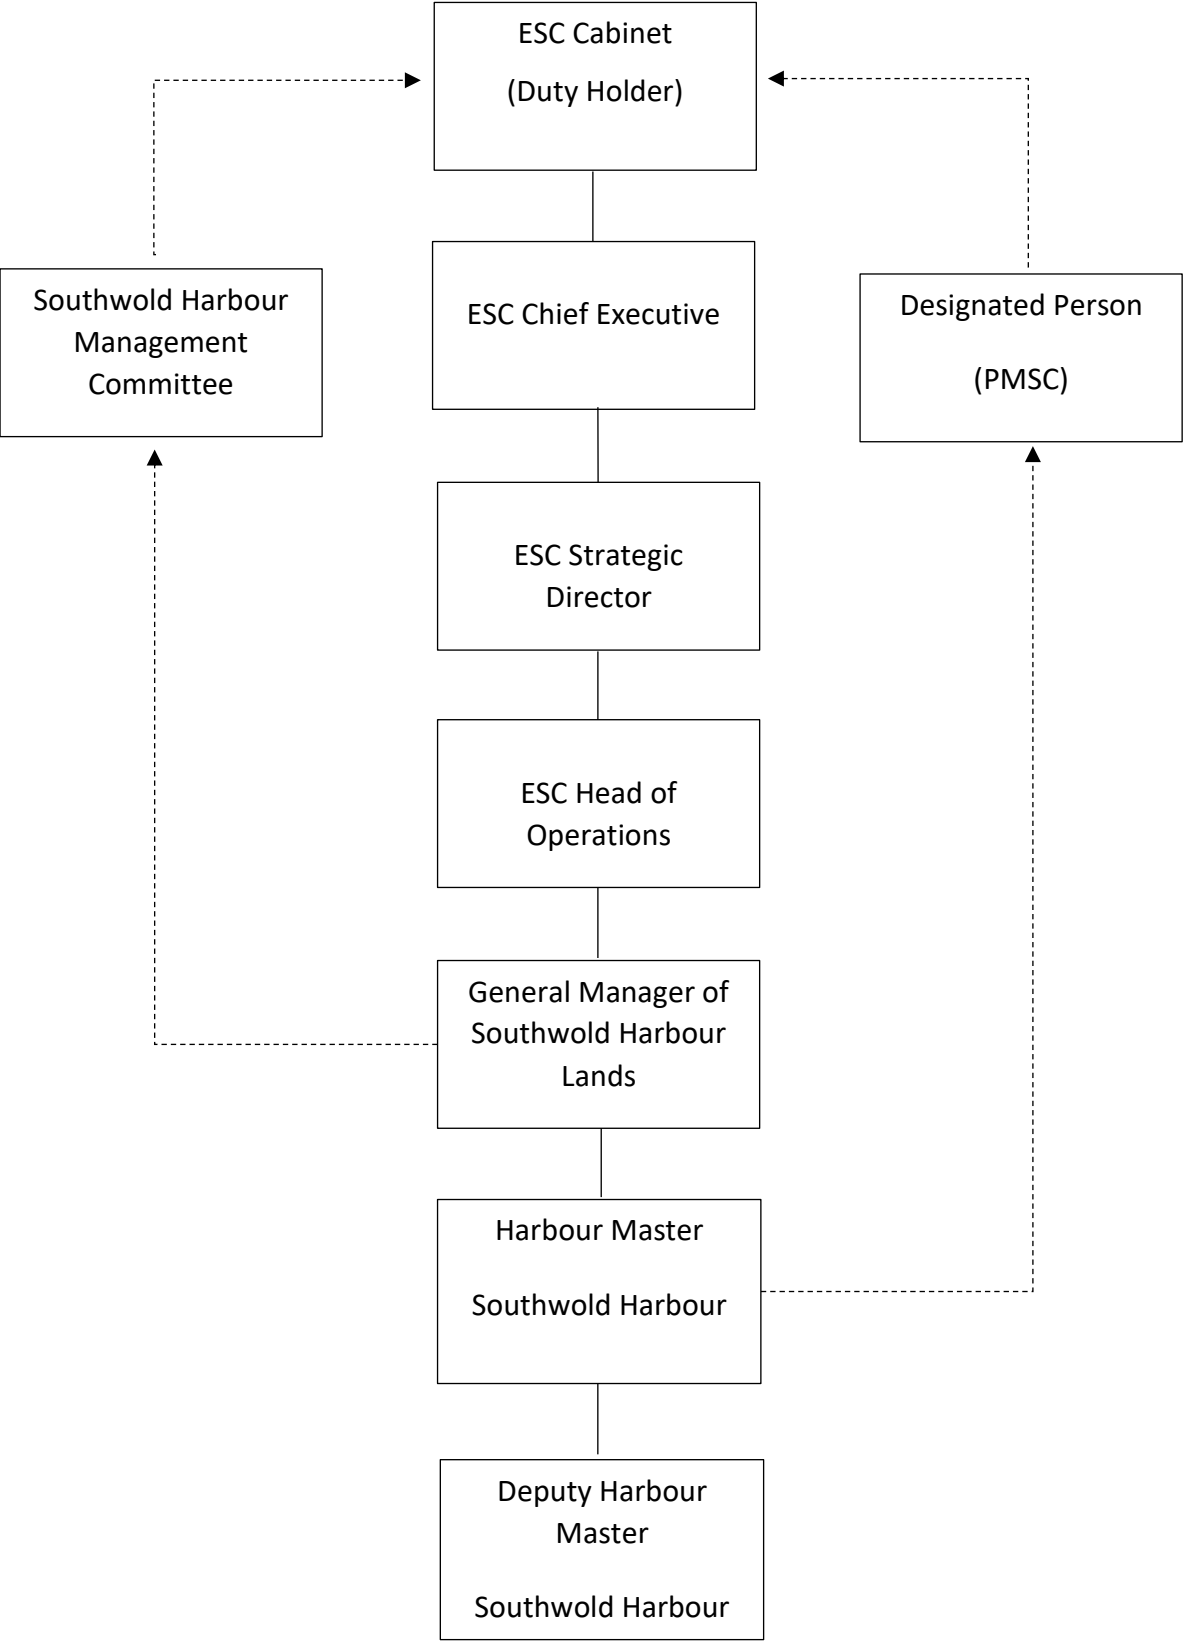 ESC Cabinet
(Duty Holder)
Southwold Harbour
Management
Committee
ESC Chief Executive
Designated Person
(PMSC)
ESC Strategic
Director
ESC Head of
Operations
General Manager of
Southwold Harbour
Lands
Harbour Master
Southwold Harbour
Deputy Harbour
Master
Southwold Harbour